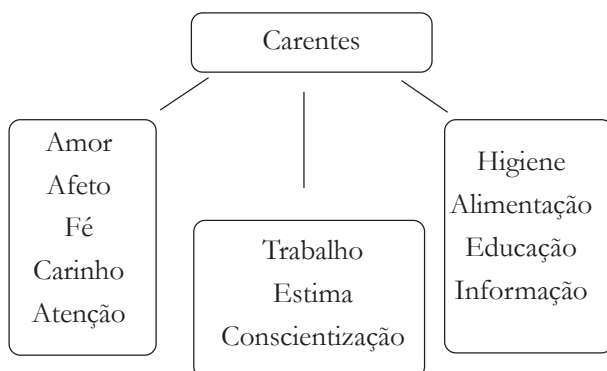 Carentes
Amor
Afeto
Fé
Carinho
Atenção
Trabalho
Estima
Conscientização
Higiene
Alimentação
Educação
Informação